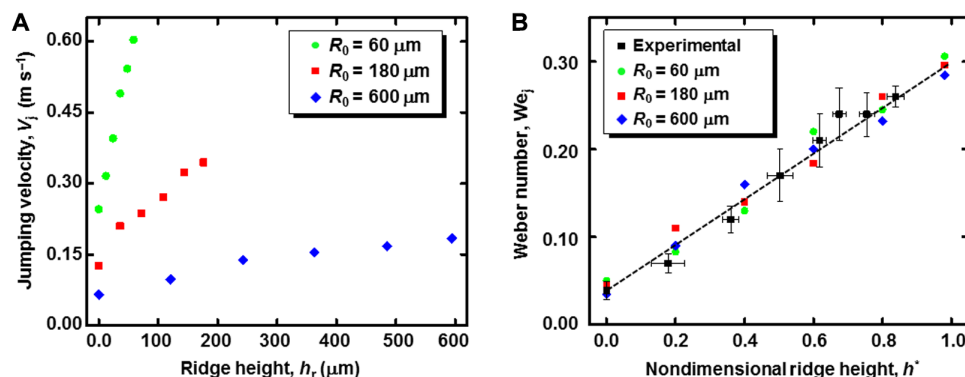 A
Jumping velocity, Vj (m s⁻¹)
0.60
0.45
0.30
0.15
0.00
R0 = 60 μm
R0 = 180 μm
R0 = 600 μm
0.0 100 200 300 400 500 600
Ridge height, hr (μm)
B
Weber number, Wej
0.30
0.20
0.10
0.00
Experimental
R0 = 60 μm
R0 = 180 μm
R0 = 600 μm
0.0 0.2 0.4 0.6 0.8 1.0
Nondimensional ridge height, h*